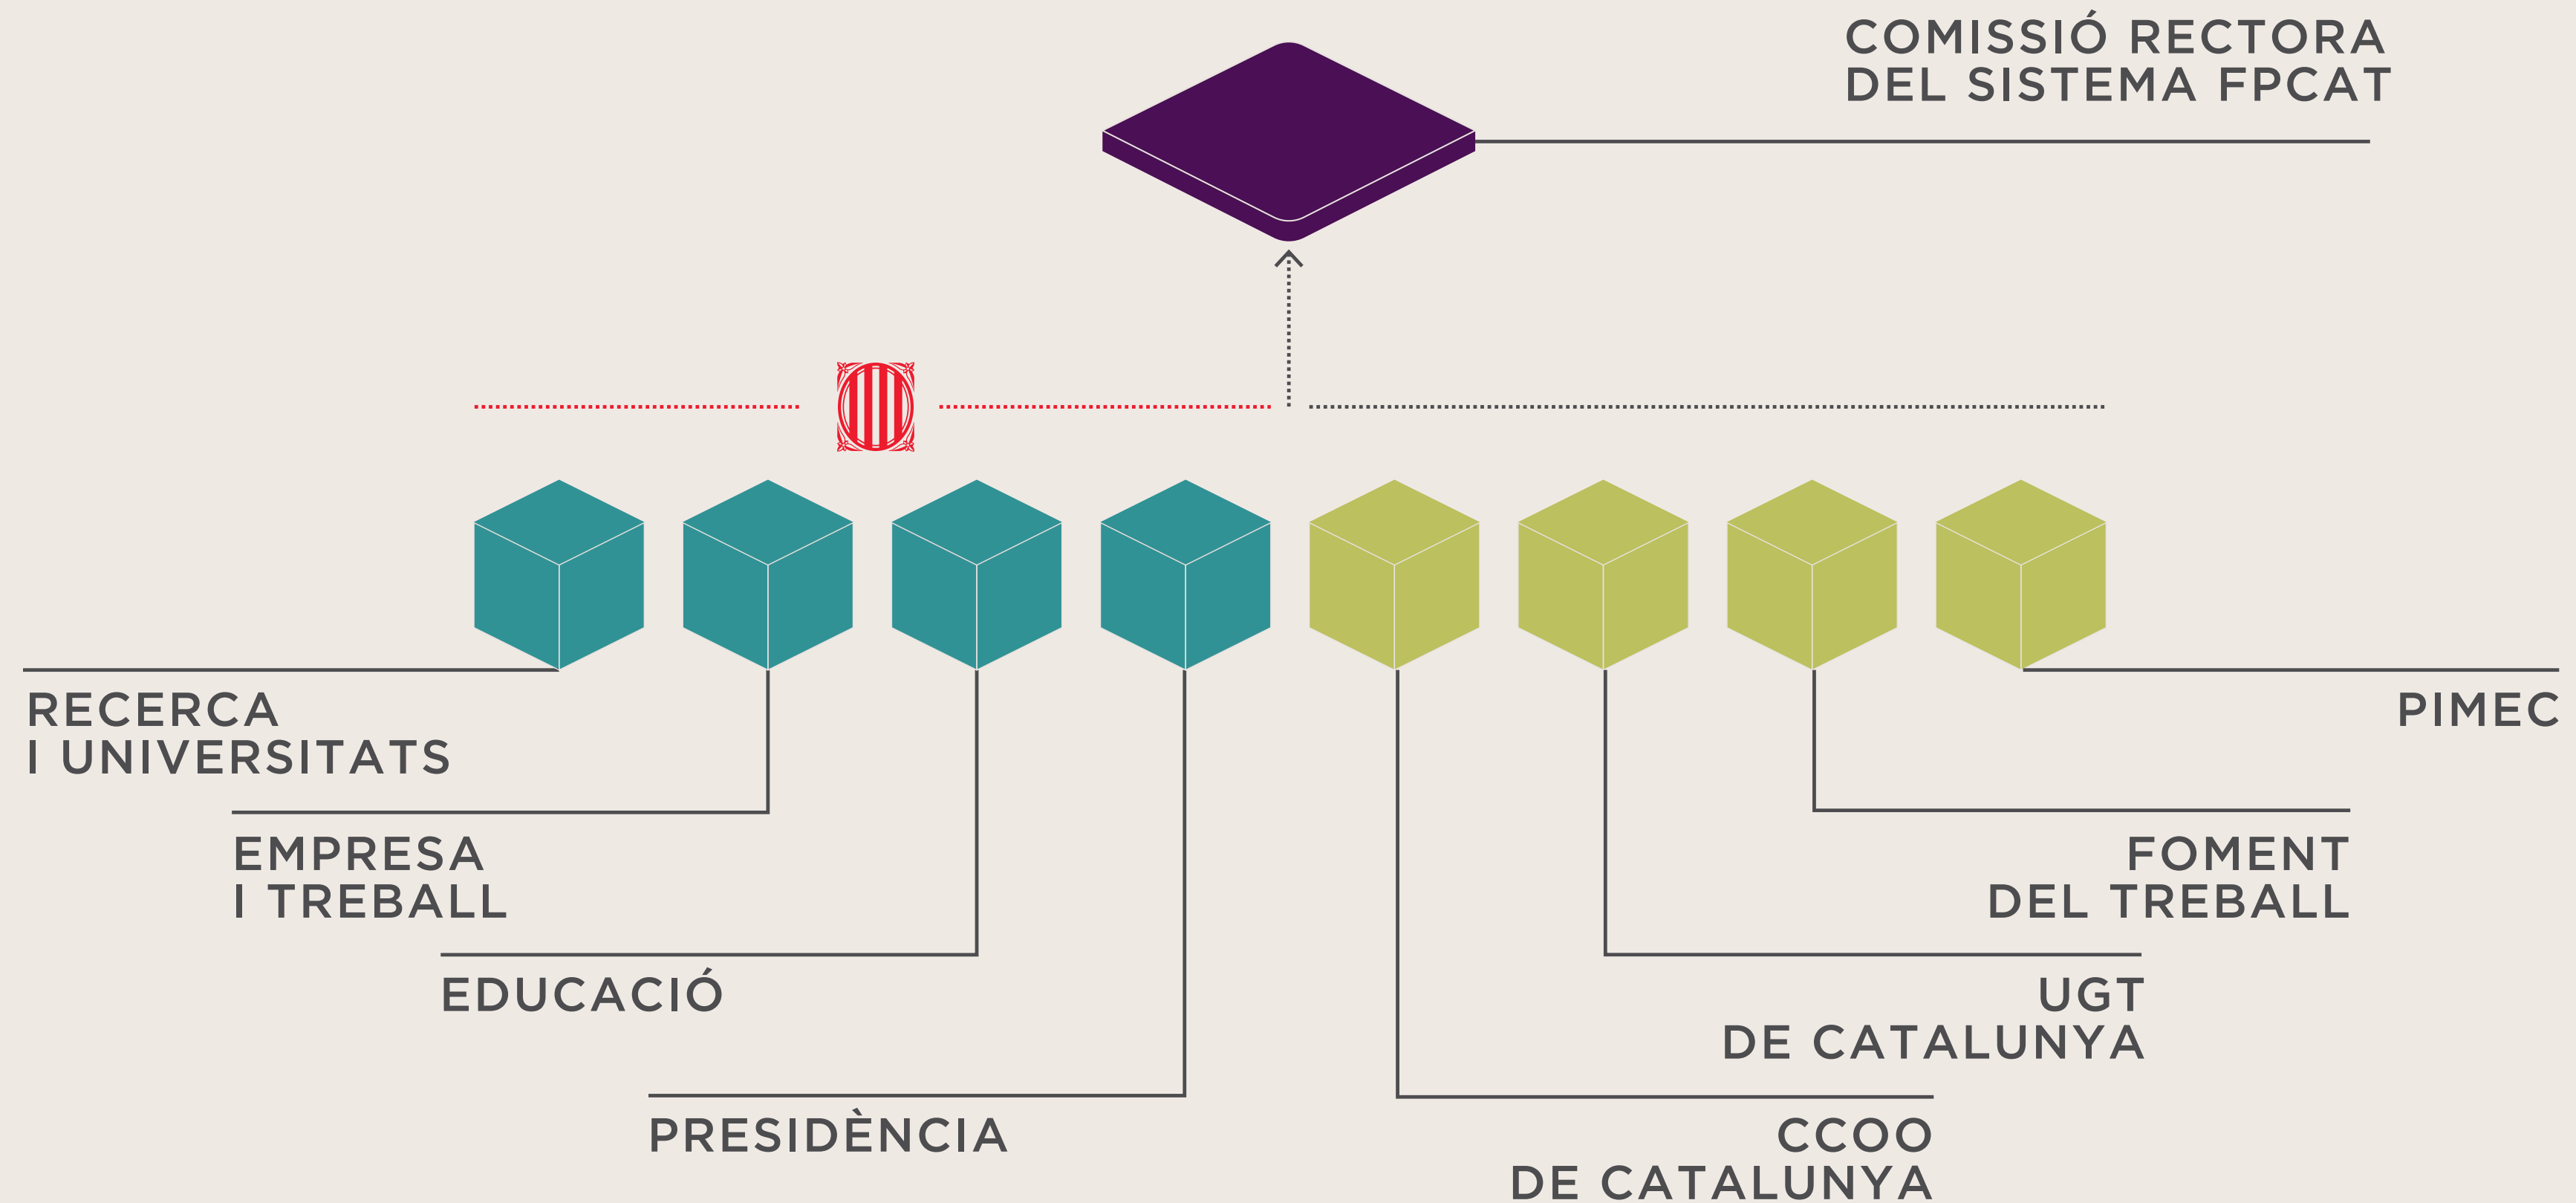 COMISSIÓ RECTORA
DEL SISTEMA FPCAT
RECERCA
I UNIVERSITATS
PIMEC
EMPRESA
I TREBALL
FOMENT
DEL TREBALL
EDUCACIÓ
UGT
DE CATALUNYA
PRESIDÈNCIA
CCOO
DE CATALUNYA